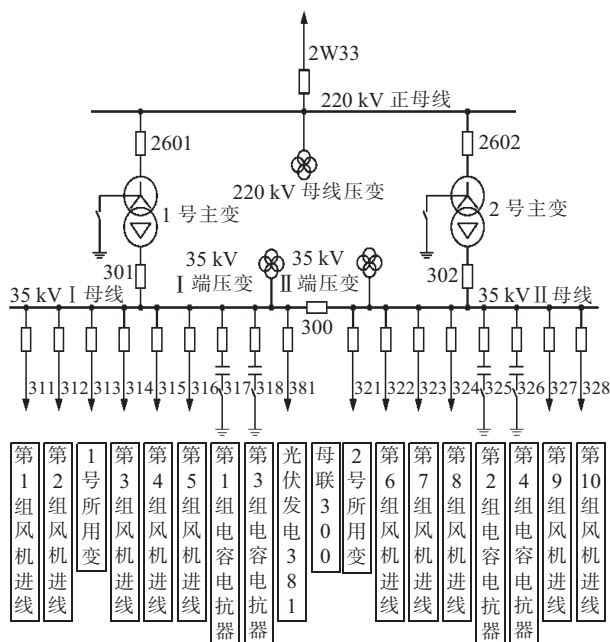 2W33
220 kV 正母线
2601
2602
220 kV 母线压变
1 号主变
2 号主变
301
302
35 kV
Ⅰ 端压变
35 kV
Ⅱ 端压变
35 kV Ⅰ 母线
300
35 kV Ⅱ 母线
311
312
313
314
315
316
317
318
381
321
322
323
324
325
326
327
328
第1组风机进线
第2组风机进线
1号所用变
第3组风机进线
第4组风机进线
第5组风机进线
第1组电容电抗器
第3组电容电抗器
光伏发电381
母联300
2号所用变
第6组风机进线
第7组风机进线
第8组风机进线
第2组电容电抗器
第4组电容电抗器
第9组风机进线
第10组风机进线